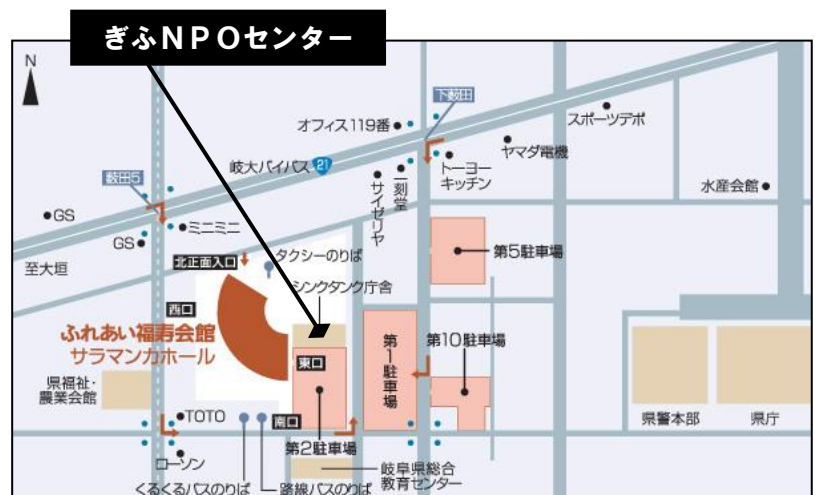 ぎふNPOセンター
N
下藪田
スポーツデポ
オフィス119番
ヤマダ電機
トーヨー
キッチン
岐大バイパス 21
一刻堂
サイゼリヤ
水産会館
藪田5
GS
ミニミニ
GS
至大垣
北正面入口
タクシーのりば
第5駐車場
シンクタンク庁舎
西口
ふれあい福寿会館
サラマンカホール
第1駐車場
第10駐車場
東口
県福祉・
農業会館
TOTO
南口
県警本部
県庁
第2駐車場
ローソン
岐阜県総合
教育センター
くるくるバスのりば
路線バスのりば